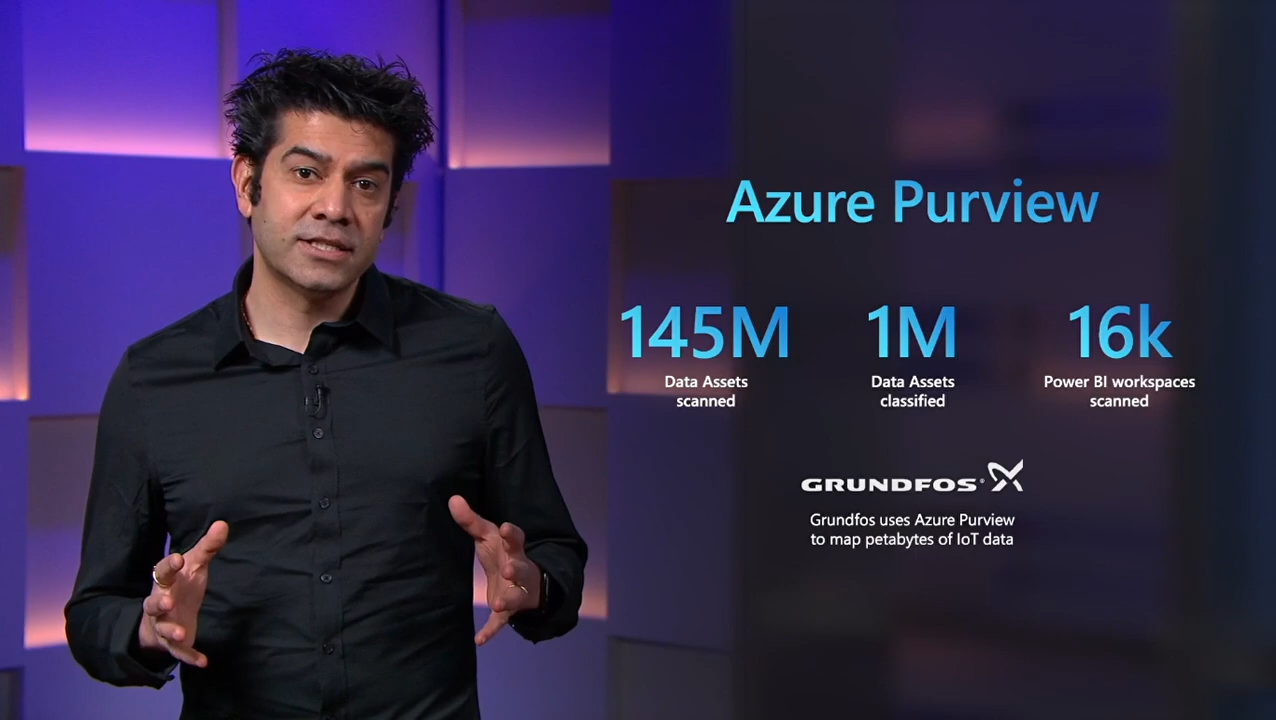 Azure Purview
145M
Data Assets
scanned
1M
Data Assets
classified
16k
Power BI workspaces
scanned
GRUNDFOS®
Grundfos uses Azure Purview
to map petabytes of IoT data